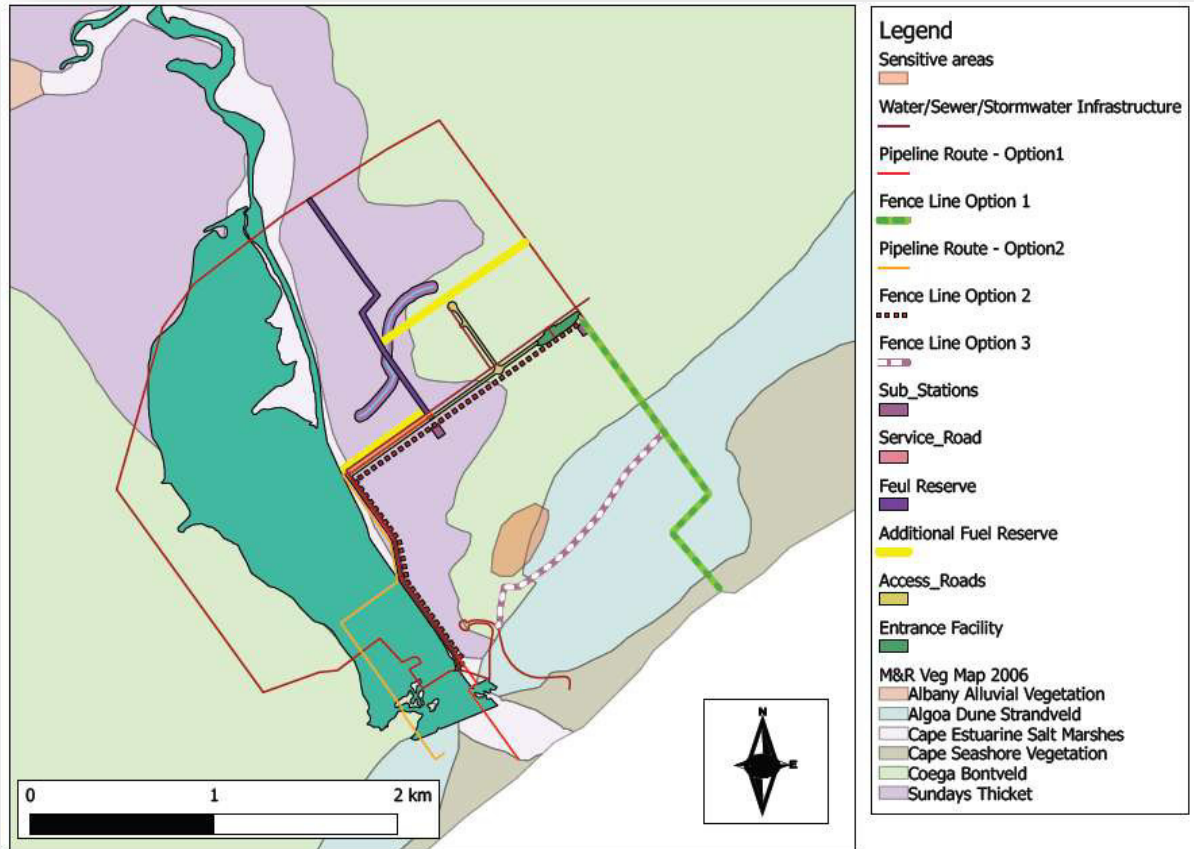 Legend
Sensitive areas
Water/Sewer/Stormwater Infrastructure
Pipeline Route - Option1
Fence Line Option 1
Pipeline Route - Option2
Fence Line Option 2
Fence Line Option 3
Sub_Stations
Service_Road
Feul Reserve
Additional Fuel Reserve
Access_Roads
Entrance Facility
M&R Veg Map 2006
Albany Alluvial Vegetation
Algoa Dune Strandveld
Cape Estuarine Salt Marshes
Cape Seashore Vegetation
Coega Bontveld
Sundays Thicket
N
E
0 1 2 km